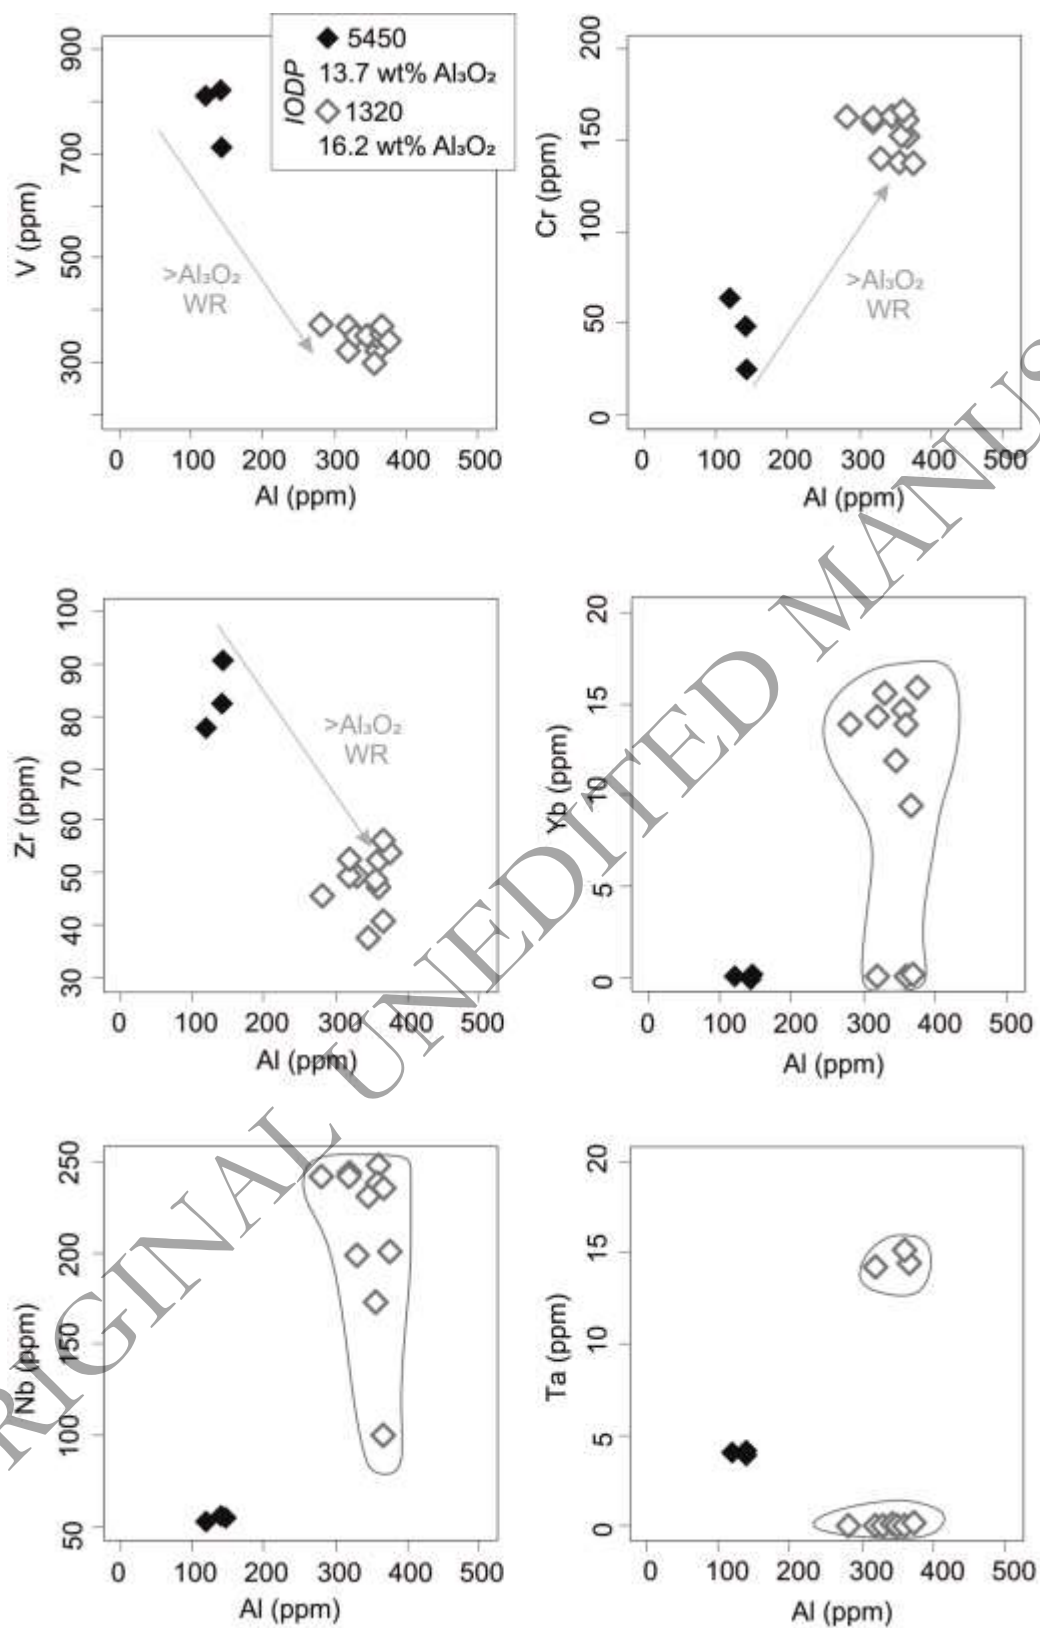 5450
13.7 wt% Al₃O₂
IODP
1320
16.2 wt% Al₃O₂
900
700
500
300
V (ppm)
>Al₃O₂
WR
0 100 200 300 400 500
Al (ppm)
200
150
100
50
0
Cr (ppm)
>Al₃O₂
WR
0 100 200 300 400 500
Al (ppm)
100
90
80
70
60
50
40
30
Zr (ppm)
>Al₃O₂
WR
0 100 200 300 400 500
Al (ppm)
20
15
10
5
0
Yb (ppm)
0 100 200 300 400 500
Al (ppm)
250
200
150
100
50
Nb (ppm)
0 100 200 300 400 500
Al (ppm)
20
15
10
5
0
Ta (ppm)
0 100 200 300 400 500
Al (ppm)
RIGINAL UNEDITED MANUS